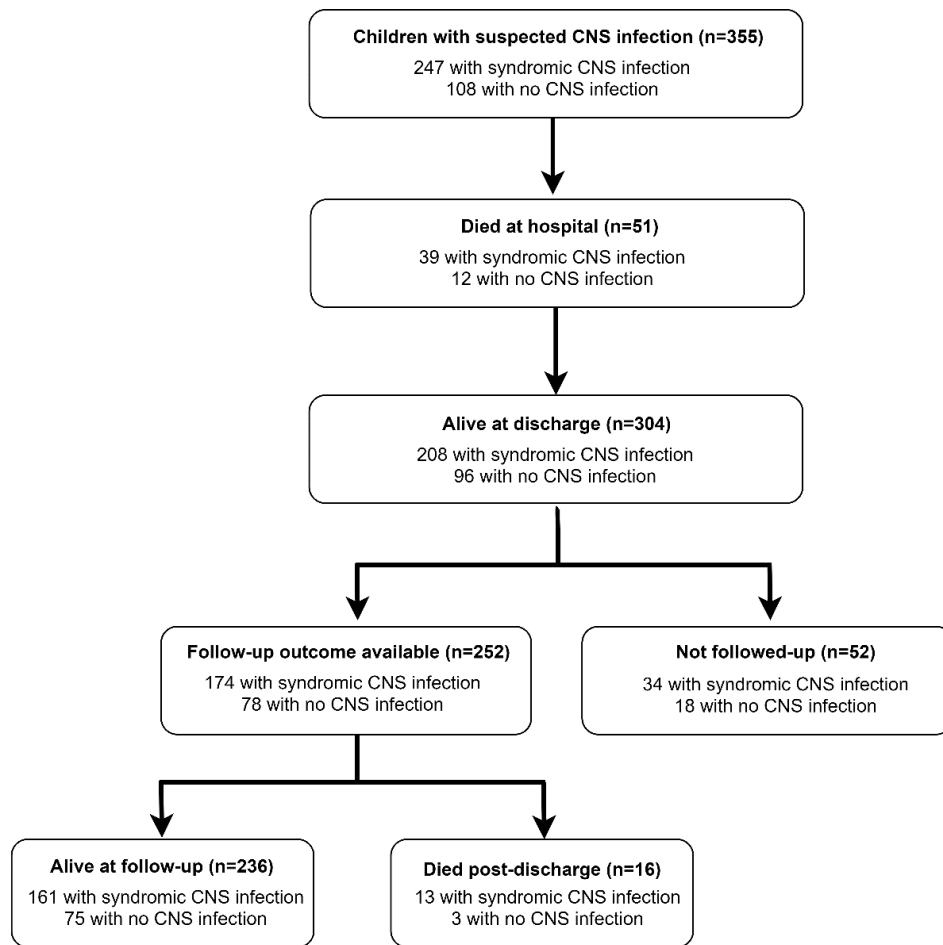 Children with suspected CNS infection (n=355)
247 with syndromic CNS infection
108 with no CNS infection
Died at hospital (n=51)
39 with syndromic CNS infection
12 with no CNS infection
Alive at discharge (n=304)
208 with syndromic CNS infection
96 with no CNS infection
Follow-up outcome available (n=252)
174 with syndromic CNS infection
78 with no CNS infection
Not followed-up (n=52)
34 with syndromic CNS infection
18 with no CNS infection
Alive at follow-up (n=236)
161 with syndromic CNS infection
75 with no CNS infection
Died post-discharge (n=16)
13 with syndromic CNS infection
3 with no CNS infection